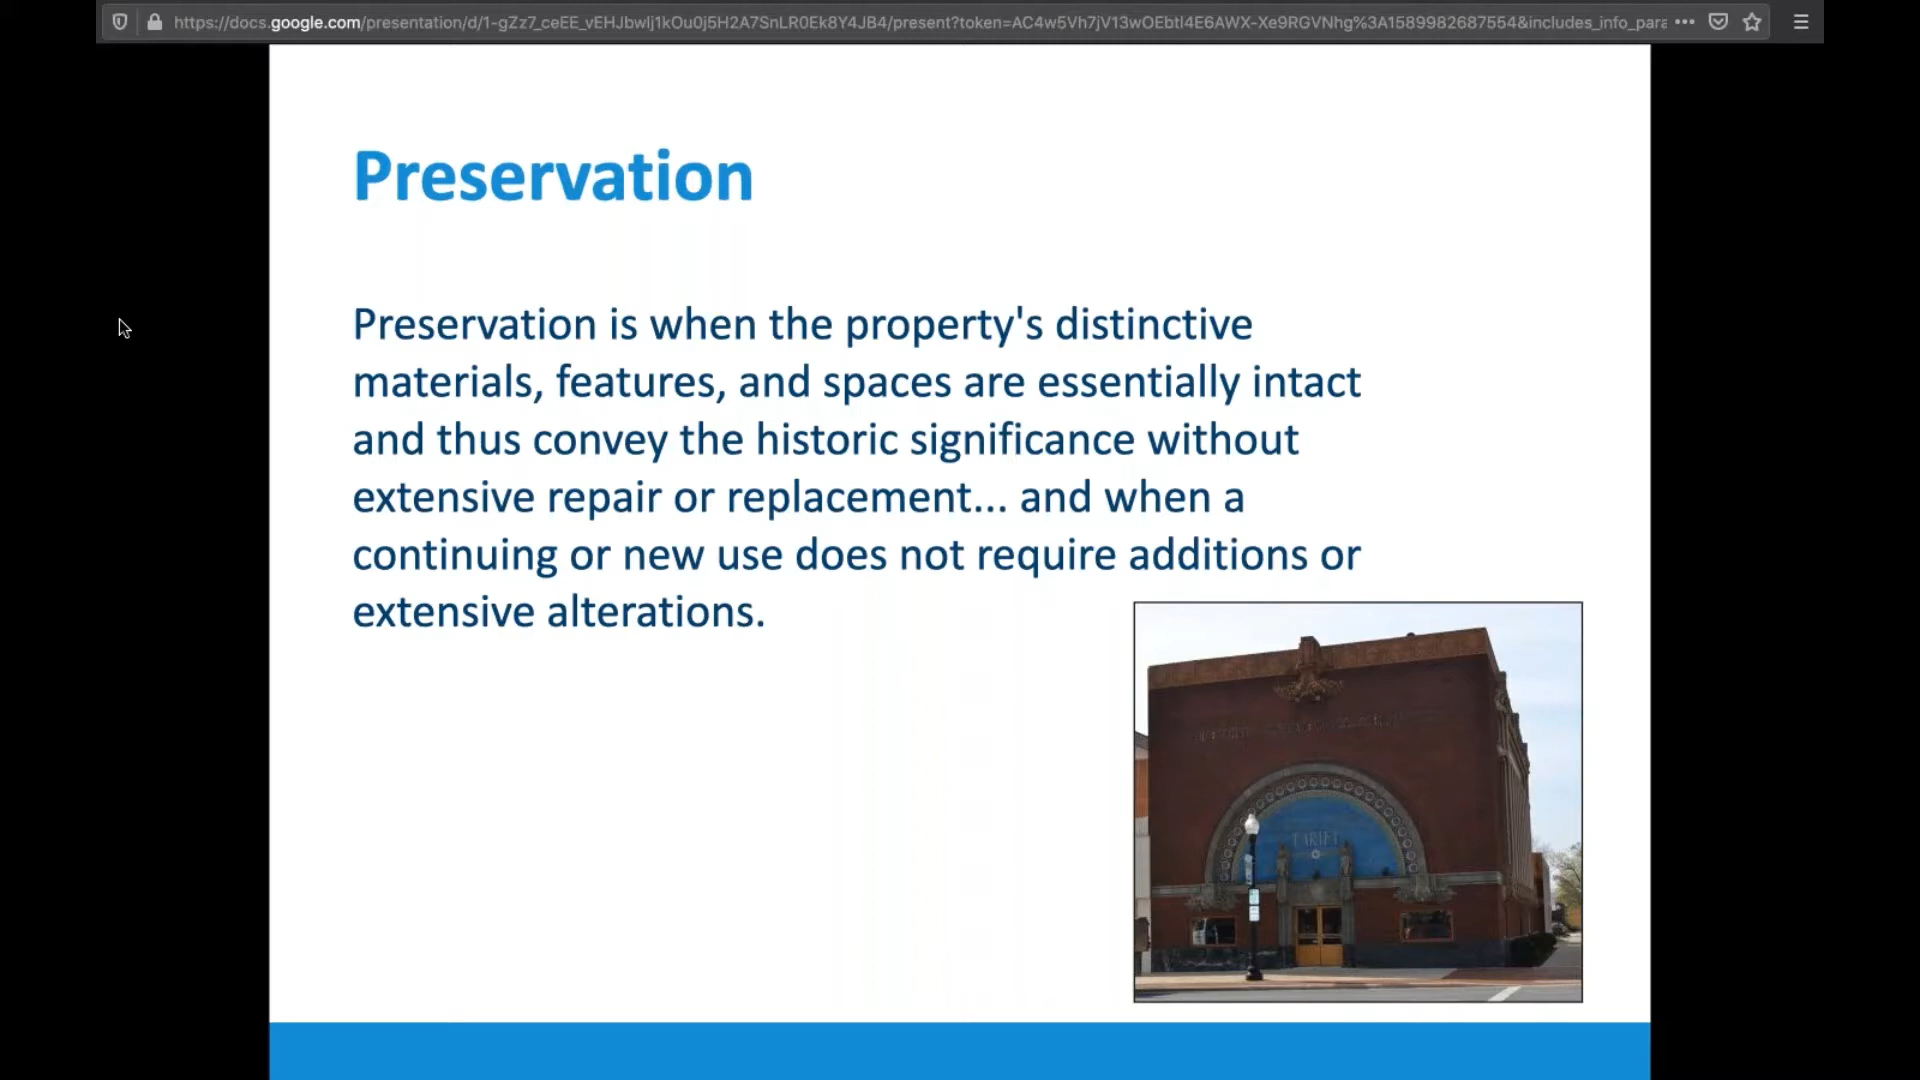 https://docs.google.com/presentation/d/1-gZz7_ceEE_vEHJbwlj1kOu0j5H2A7SnLR0Ek8Y4JB4/present?token=AC4w5Vh7jV13wOEbtl4E6AWX-Xe9RGVNhg%3A1589982687554&includes_info_para
Preservation
Preservation is when the property's distinctive
materials, features, and spaces are essentially intact
and thus convey the historic significance without
extensive repair or replacement... and when a
continuing or new use does not require additions or
extensive alterations.
TARIFF